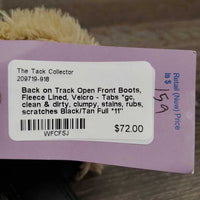 The Tack Collector
209719-918
Back on Track Open Front Boots,
Fleece Lined, Velcro - Tabs *gc,
clean & dirty, clumpy, stains, rubs,
scratches Black/Tan Full *11"
WFCFSJ
$72.00
Retail (New) Price
is $ 159